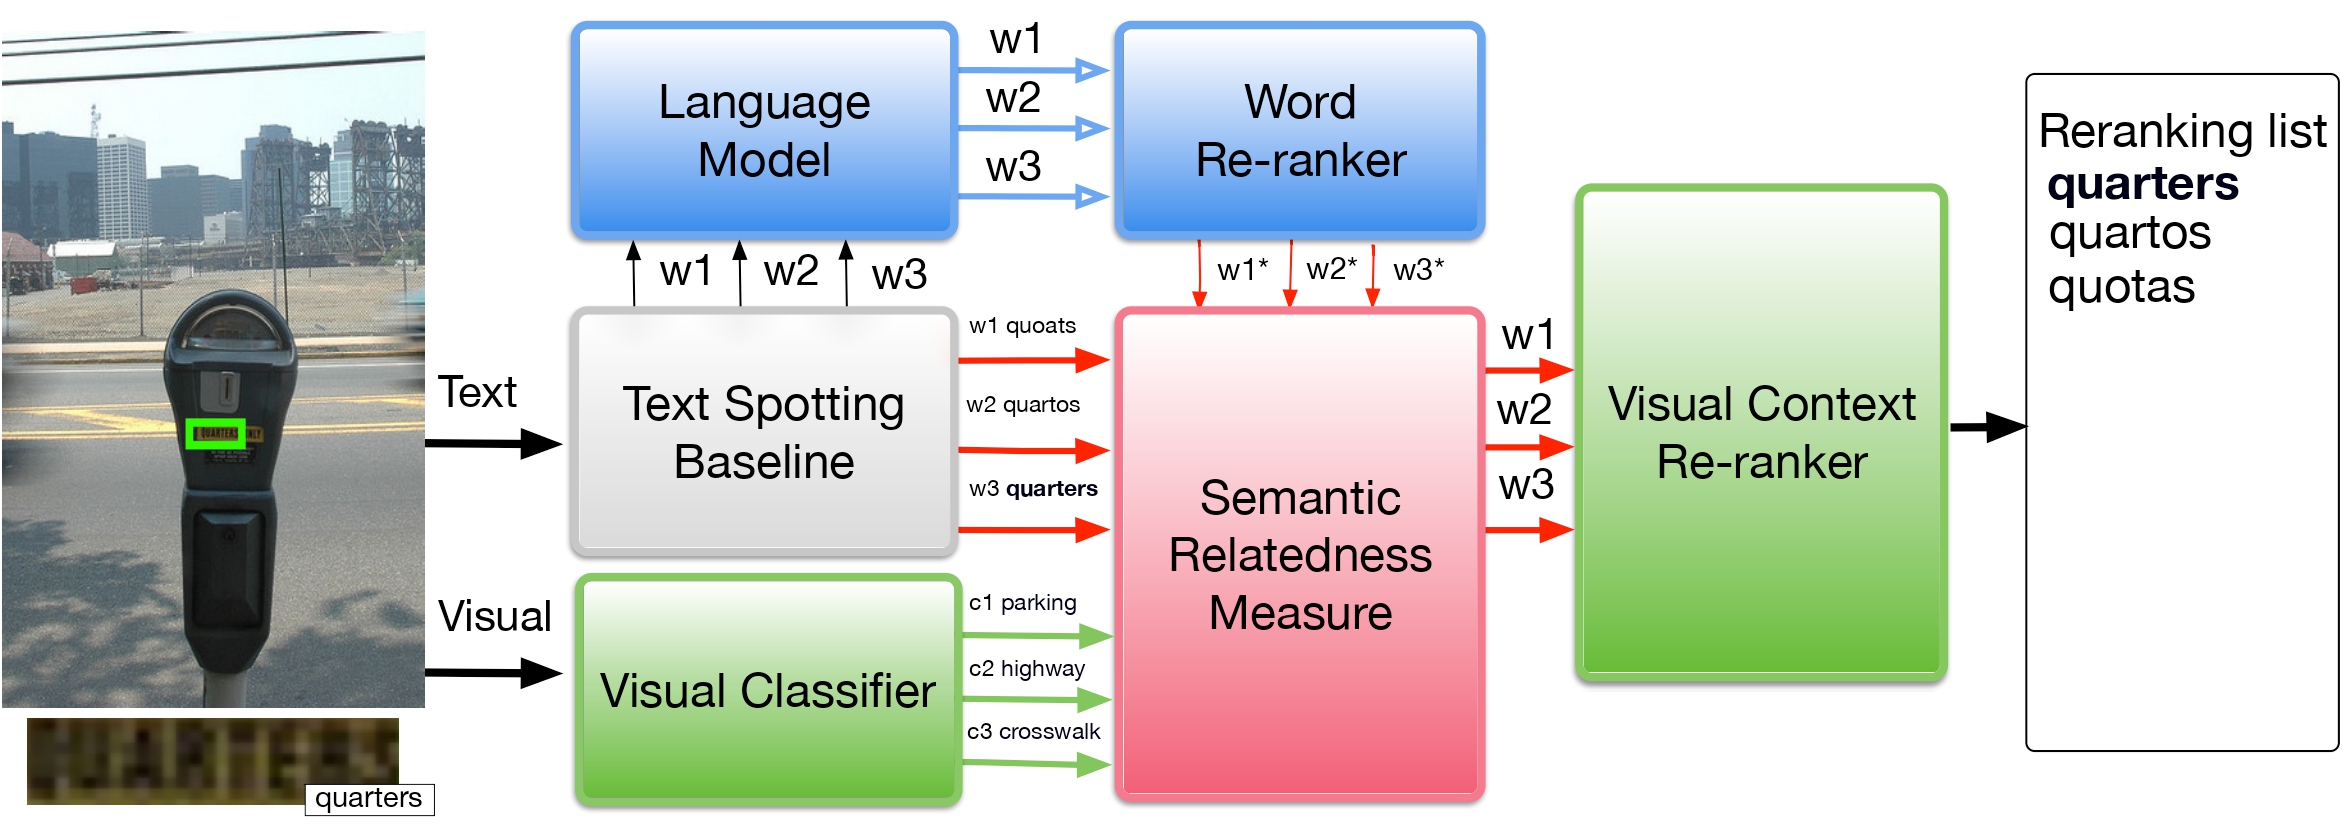 Language
Model
w1
w2
w3
Word
Re-ranker
w1 w2 w3
w1* w2* w3*
Text
Text Spotting
Baseline
w1 quoats
w2 quartos
w3 quarters
Visual
Visual Classifier
c1 parking
c2 highway
c3 crosswalk
Semantic
Relatedness
Measure
w1
w2
w3
Visual Context
Re-ranker
Reranking list
quarters
quartos
quotas
QUARTERS ONLY
quarters